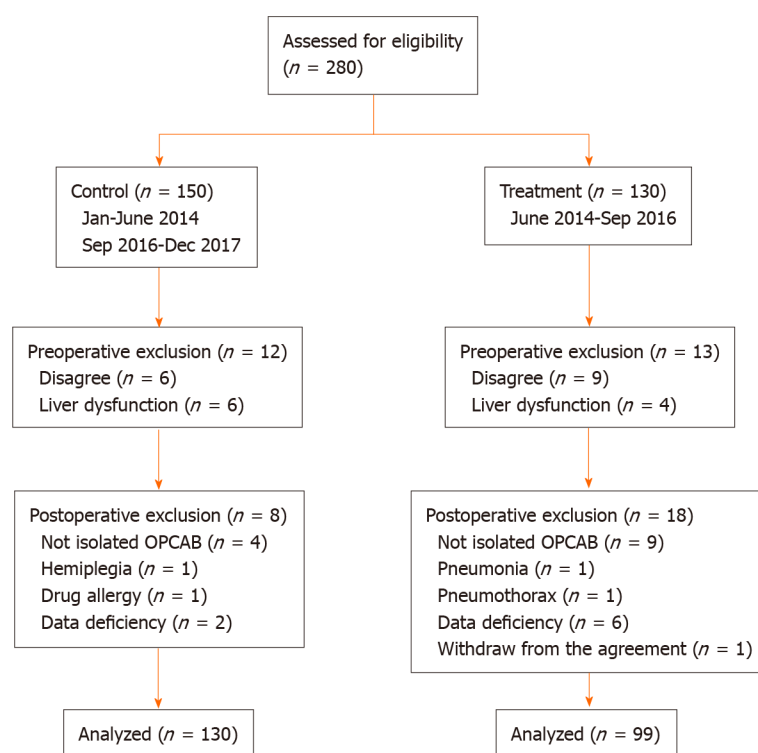 Assessed for eligibility
(n = 280)
Control (n = 150)
Jan-June 2014
Sep 2016-Dec 2017
Treatment (n = 130)
June 2014-Sep 2016
Preoperative exclusion (n = 12)
Disagree (n = 6)
Liver dysfunction (n = 6)
Preoperative exclusion (n = 13)
Disagree (n = 9)
Liver dysfunction (n = 4)
Postoperative exclusion (n = 8)
Not isolated OPCAB (n = 4)
Hemiplegia (n = 1)
Drug allergy (n = 1)
Data deficiency (n = 2)
Postoperative exclusion (n = 18)
Not isolated OPCAB (n = 9)
Pneumonia (n = 1)
Pneumothorax (n = 1)
Data deficiency (n = 6)
Withdraw from the agreement (n = 1)
Analyzed (n = 130)
Analyzed (n = 99)